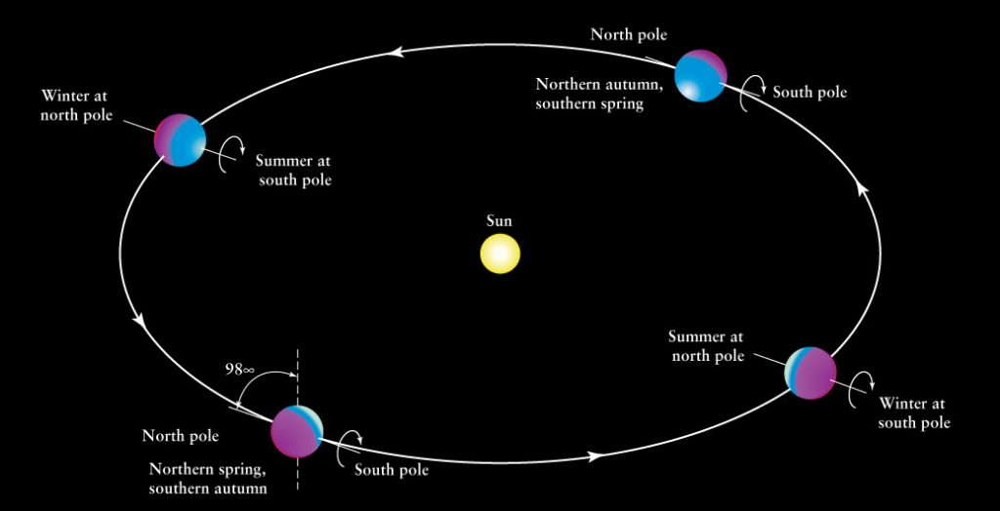 North pole
Northern autumn,
southern spring
South pole
Winter at
north pole
Summer at
south pole
Sun
Summer at
north pole
Winter at
south pole
98∞
North pole
Northern spring,
southern autumn
South pole